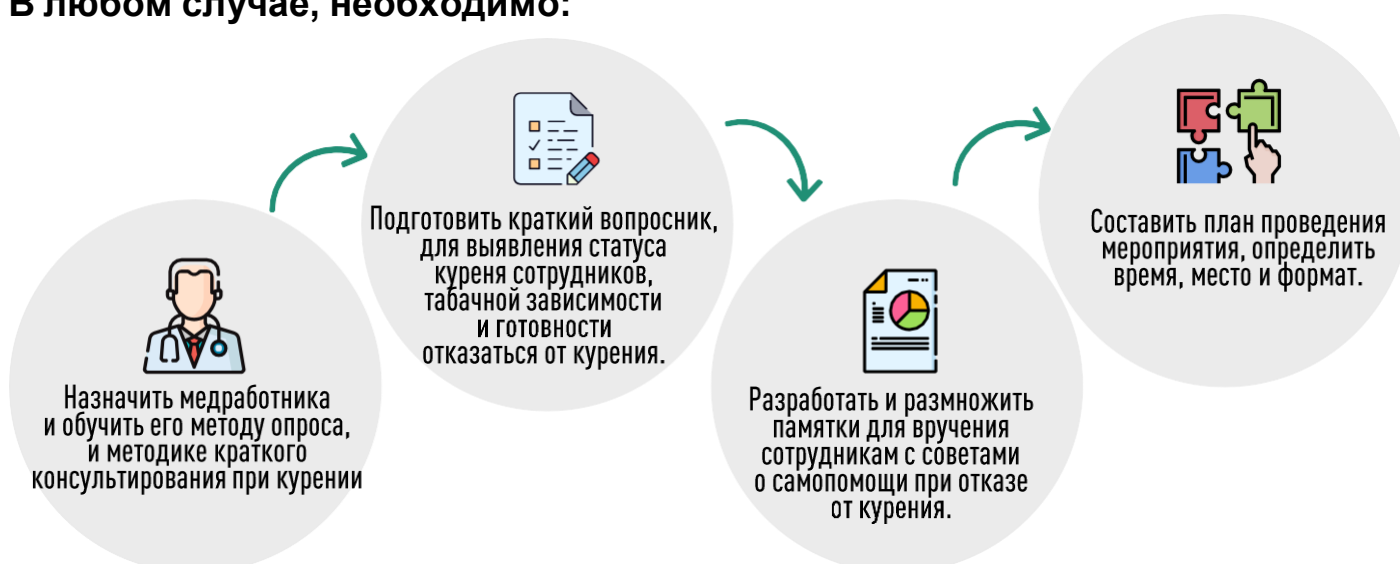 В любом случае, необходимо:
Назначить медработника
и обучить его методу опроса,
и методике краткого
консультирования при курении
Подготовить краткий вопросник,
для выявления статуса
куреня сотрудников,
табачной зависимости
и готовности
отказаться от курения.
Разработать и размножить
памятки для вручения
сотрудникам с советами
о самопомощи при отказе
от курения.
Составить план проведения
мероприятия, определить
время, место и формат.